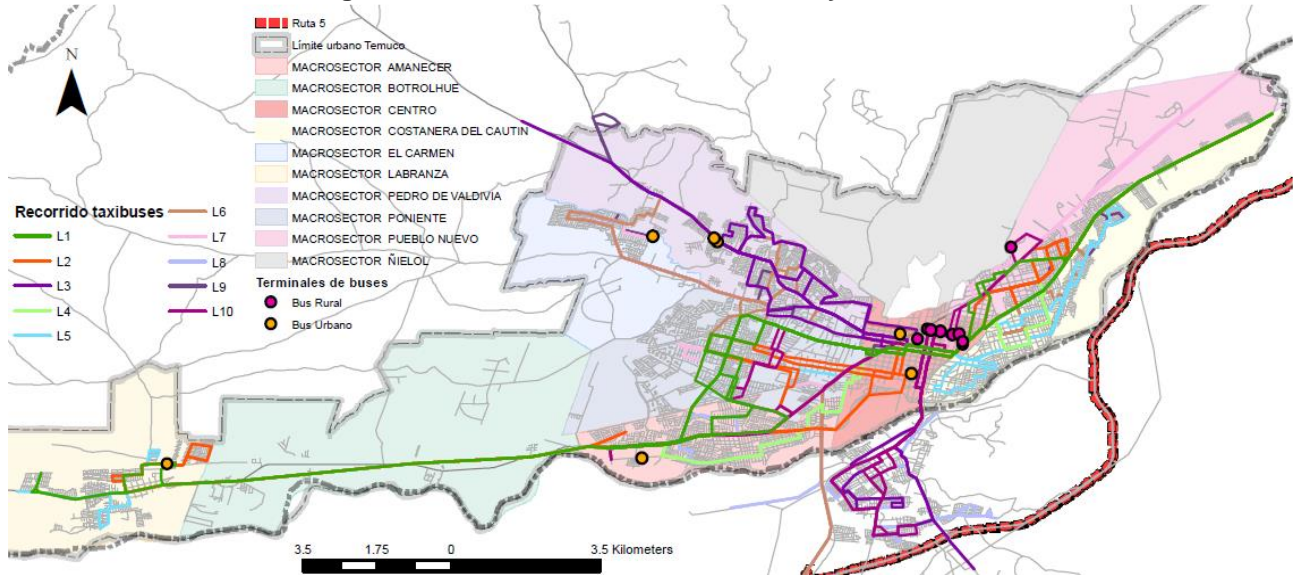 Ruta 5
Límite urbano Temuco
MACROSECTOR AMANECER
MACROSECTOR BOTROLHUE
MACROSECTOR CENTRO
MACROSECTOR COSTANERA DEL CAUTIN
MACROSECTOR EL CARMEN
MACROSECTOR LABRANZA
MACROSECTOR PEDRO DE VALDIVIA
MACROSECTOR PONIENTE
MACROSECTOR PUEBLO NUEVO
MACROSECTOR ÑIELOL
Terminales de buses
Bus Rural
Bus Urbano
N
Recorrido taxibuses
L1
L2
L3
L4
L5
L6
L7
L8
L9
L10
3.5 1.75 0 3.5 Kilometers